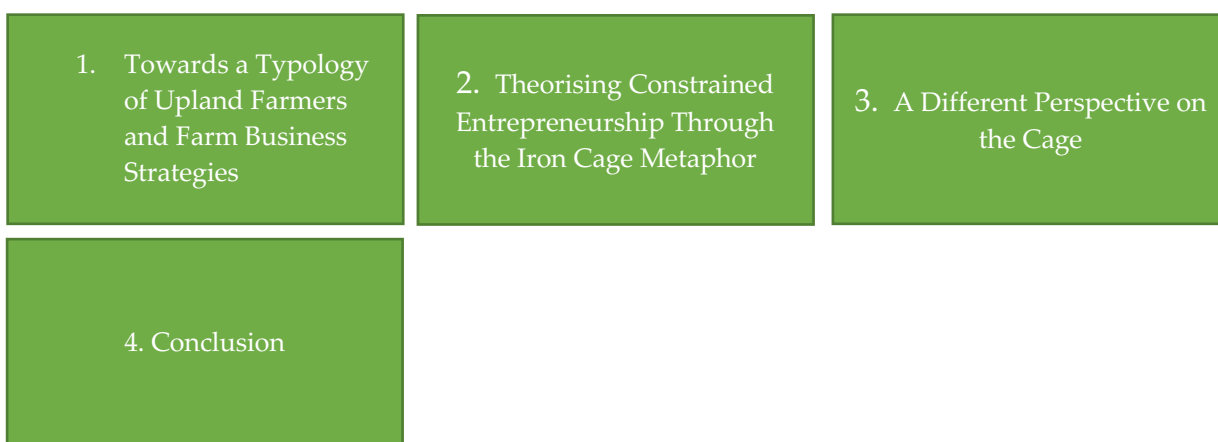 1. Towards a Typology
of Upland Farmers
and Farm Business
Strategies
2. Theorising Constrained
Entrepreneurship Through
the Iron Cage Metaphor
3. A Different Perspective on
the Cage
4. Conclusion